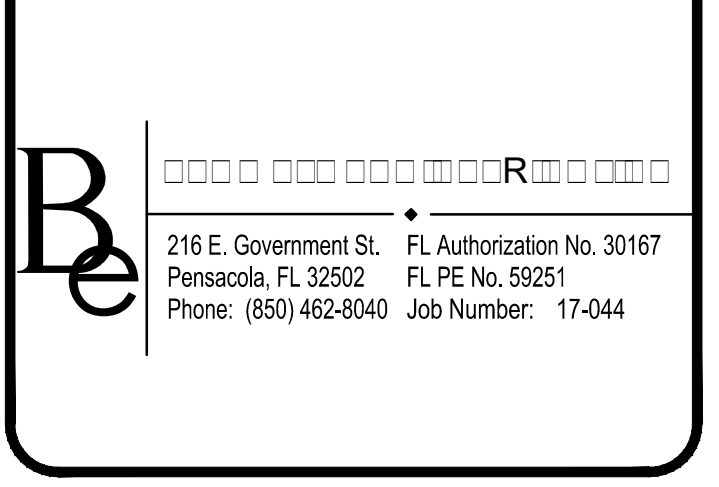 Be
□□□□ □□□ □□□□□□□□R□□□□□□□□
216 E. Government St.
Pensacola, FL 32502
Phone: (850) 462-8040
FL Authorization No. 30167
FL PE No. 59251
Job Number: 17-044